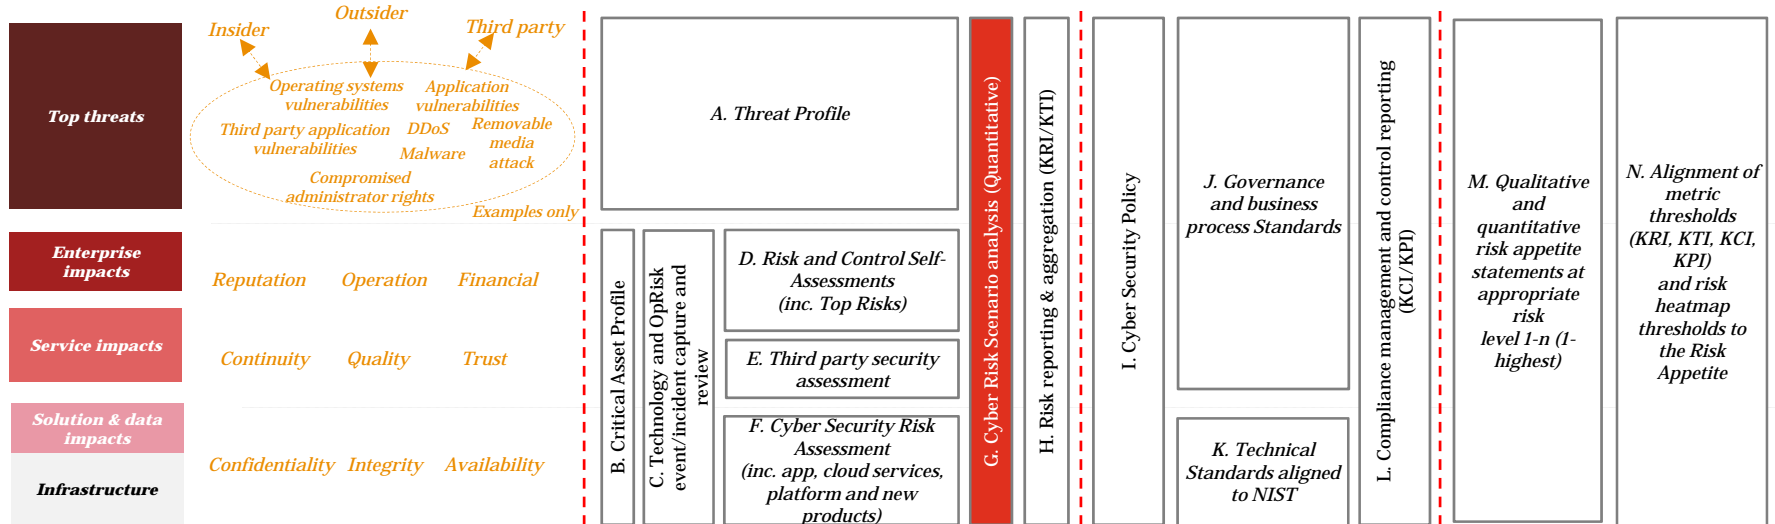 Top threats
Enterprise
impacts
Service impacts
Solution & data
impacts
Infrastructure
Insider
Outsider
Third party
Operating systems
vulnerabilities
Application
vulnerabilities
Third party application
vulnerabilities
DDoS
Malware
Removable
media
attack
Compromised
administrator rights
Examples only
Reputation
Operation
Financial
Continuity
Quality
Trust
Confidentiality
Integrity
Availability
A. Threat Profile
B. Critical Asset Profile
C. Technology and OpRisk
event/incident capture and
review
D. Risk and Control Self-
Assessments
(inc. Top Risks)
E. Third party security
assessment
F. Cyber Security Risk
Assessment
(inc. app, cloud services,
platform and new
products)
G. Cyber Risk Scenario analysis (Quantitative)
H. Risk reporting & aggregation (KRI/KTI)
I. Cyber Security Policy
J. Governance
and business
process Standards
K. Technical
Standards aligned
to NIST
L. Compliance management and control reporting
(KCI/KPI)
M. Qualitative
and
quantitative
risk appetite
statements at
appropriate
risk
level 1-n (1-
highest)
N. Alignment of
metric
thresholds
(KRI, KTI, KCI,
KPI)
and risk
heatmap
thresholds to
the Risk
Appetite